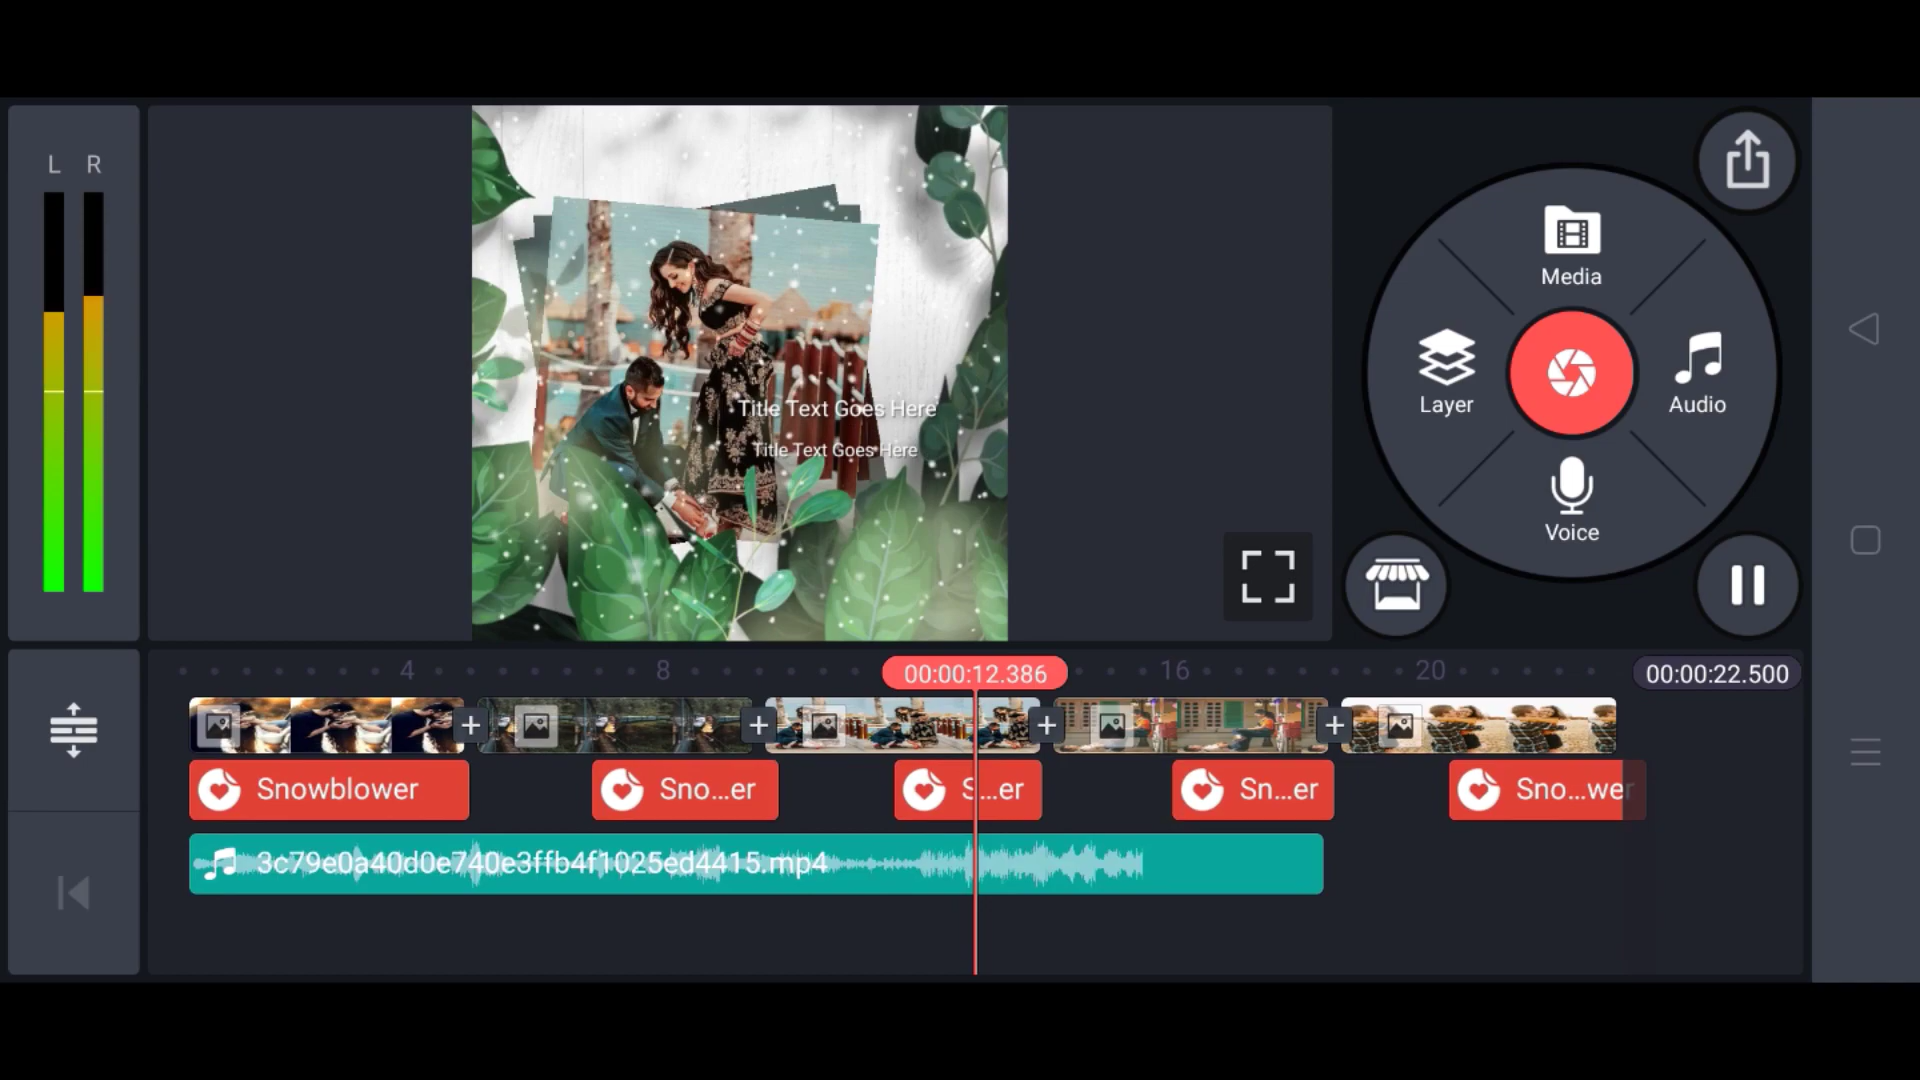 L R
Media
Layer
Audio
Voice
Title Text Goes Here
Title Text Goes Here
4 8 00:00:12.386 16 20 00:00:22.500
Snowblower Sno...er S...er Sn...er Sno...wer
3c79e0a40d0e740e3ffb4f1025ed4415.mp4